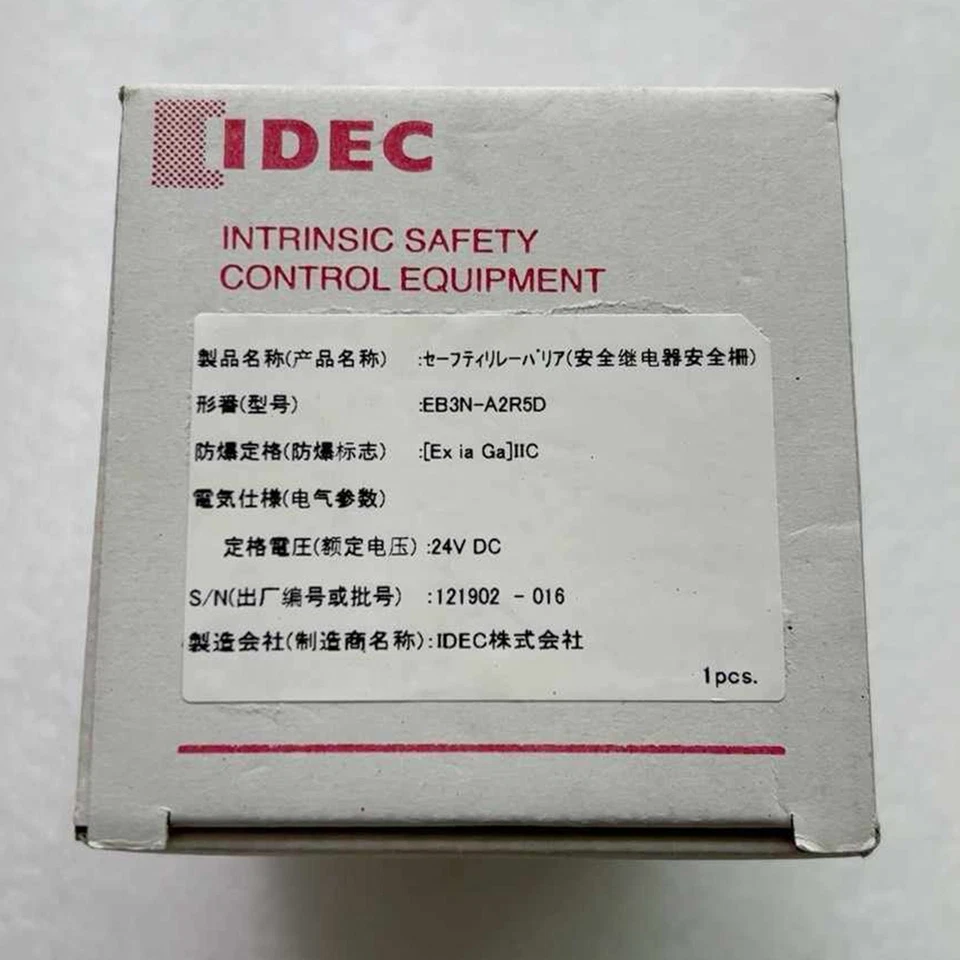 IDEC
INTRINSIC SAFETY
CONTROL EQUIPMENT
製品名称(产品名称) :セーフティリレーバリア(安全继电器安全栅)
形番(型号) :EB3N-A2R5D
防爆定格(防爆标志) :[Ex ia Ga]IIC
電気仕様(电气参数)
定格電圧(额定电压) :24V DC
S/N(出厂编号或批号) :121902 - 016
製造会社(制造商名称):IDEC株式会社
1pcs.